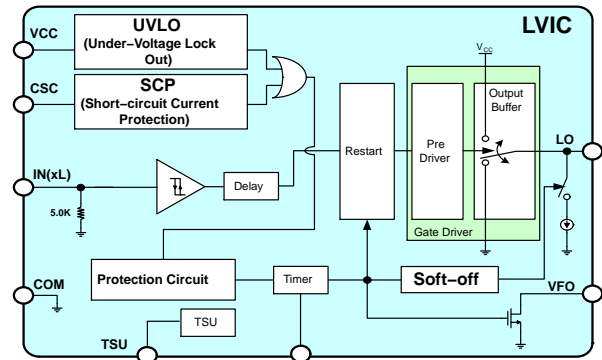 LVIC
VCC
UVLO
(Under-Voltage Lock
Out)
CSC
SCP
(Short-circuit Current
Protection)
VCC
Output
Buffer
Pre
Driver
Gate Driver
Restart
LO
IN(xL)
5.0K
Delay
COM
Protection Circuit
Timer
Soft-off
VFO
TSU
TSU